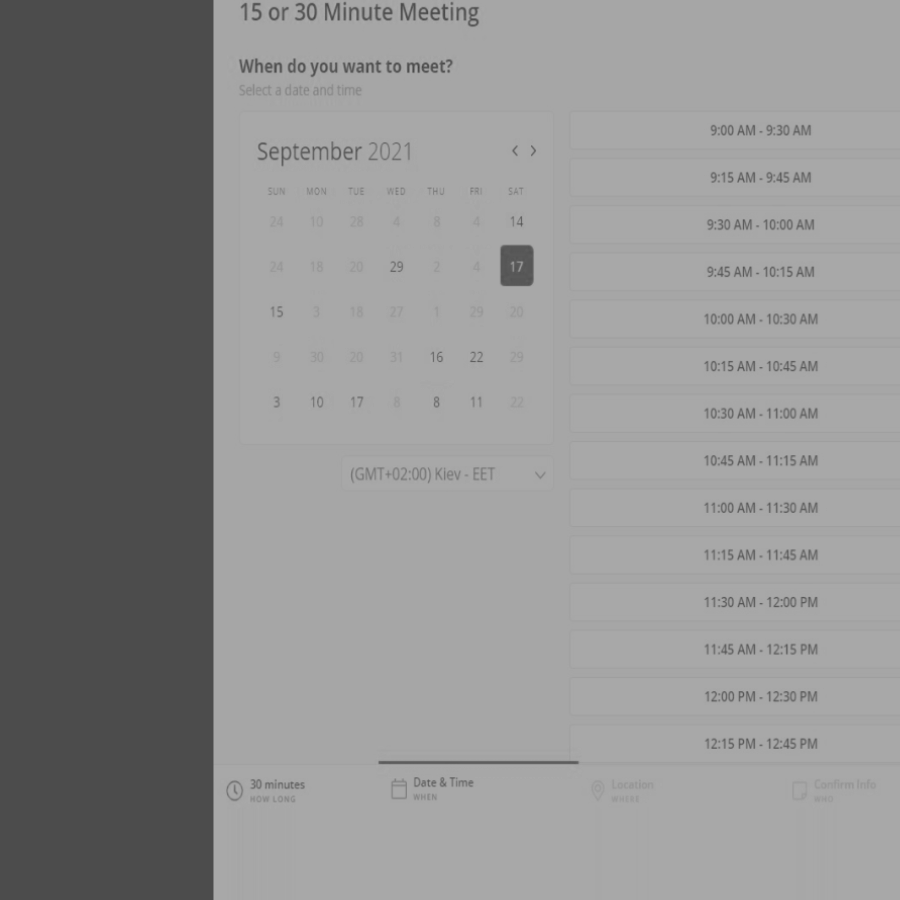 15 or 30 Minute Meeting
When do you want to meet?
Select a date and time
September 2021
SUN MON TUE WED THU FRI SAT
24 10 28 4 8 4 14
24 18 20 29 2 4 17
15 3 18 27 1 29 20
9 30 20 31 16 22 29
3 10 17 8 8 11 22
(GMT+02:00) Kiev - EET
9:00 AM - 9:30 AM
9:15 AM - 9:45 AM
9:30 AM - 10:00 AM
9:45 AM - 10:15 AM
10:00 AM - 10:30 AM
10:15 AM - 10:45 AM
10:30 AM - 11:00 AM
10:45 AM - 11:15 AM
11:00 AM - 11:30 AM
11:15 AM - 11:45 AM
11:30 AM - 12:00 PM
11:45 AM - 12:15 PM
12:00 PM - 12:30 PM
12:15 PM - 12:45 PM
30 minutes
HOW LONG
Date & Time
WHEN
Location
WHERE
Confirm Info
WHO